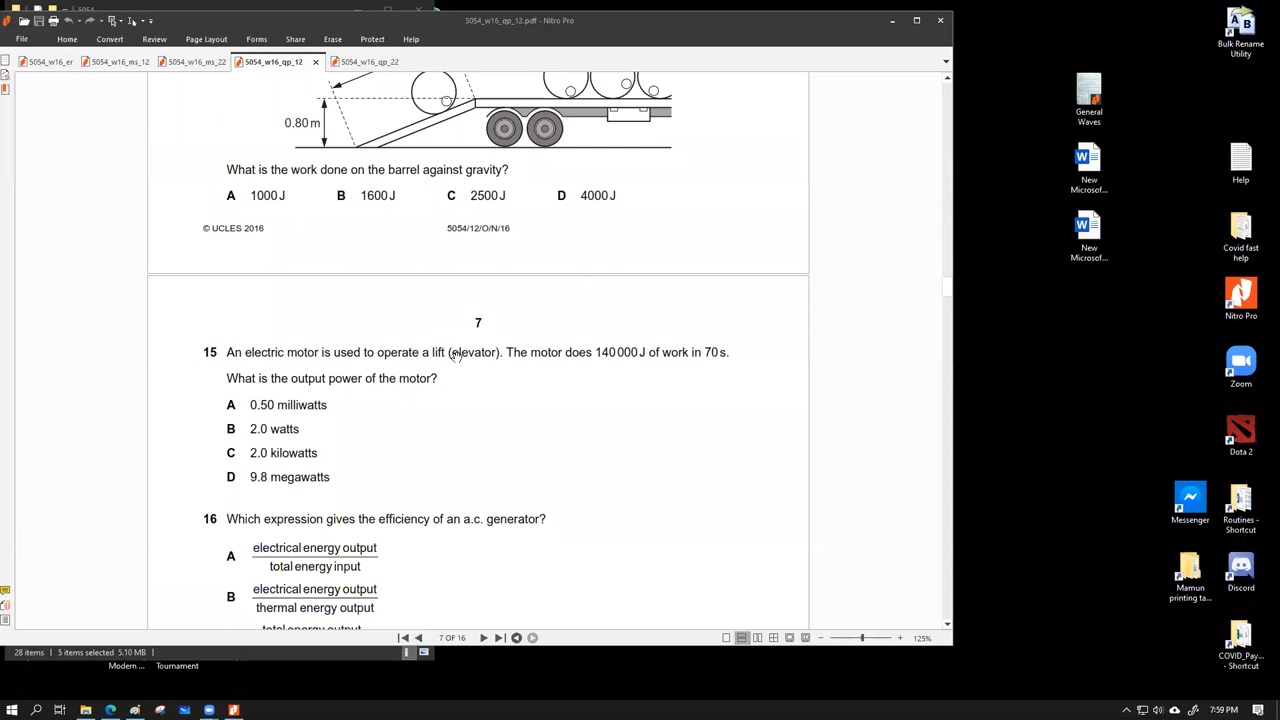 5054
5054_w16_qp_12.pdf - Nitro Pro
File Home Convert Review Page Layout Forms Share Erase Protect Help
5054_w16_er 5054_w16_ms_12 5054_w16_ms_22 5054_w16_qp_12 5054_w16_qp_22
0.80 m
What is the work done on the barrel against gravity?
A 1000 J B 1600 J C 2500 J D 4000 J
© UCLES 2016 5054/12/O/N/16
7
15 An electric motor is used to operate a lift (elevator). The motor does 140 000 J of work in 70 s.
What is the output power of the motor?
A 0.50 milliwatts
B 2.0 watts
C 2.0 kilowatts
D 9.8 megawatts
16 Which expression gives the efficiency of an a.c. generator?
A electrical energy output
total energy input
B electrical energy output
thermal energy output
total energy output
7 OF 16
125%
28 items 5 items selected 5.10 MB
Modern ... Tournament
General
Waves
New
Microsof...
New
Microsof...
Bulk Rename
Utility
Help
Covid fast
help
Nitro Pro
Zoom
Dota 2
Messenger
Routines -
Shortcut
Mamun
printing ta...
Discord
COVID_Pay...
- Shortcut
7:59 PM